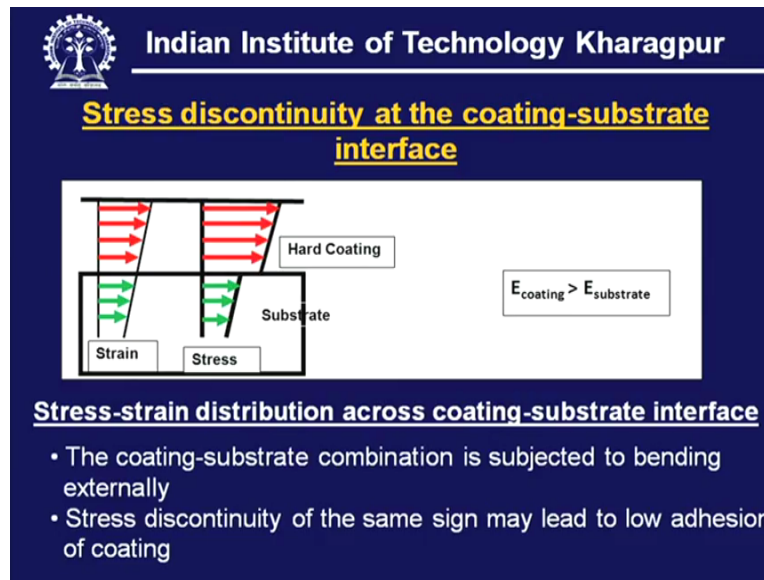 Indian Institute of Technology Kharagpur
Stress discontinuity at the coating-substrate
interface
Hard Coating
E_coating > E_substrate
Substrate
Strain
Stress
Stress-strain distribution across coating-substrate interface
• The coating-substrate combination is subjected to bending
externally
• Stress discontinuity of the same sign may lead to low adhesion
of coating